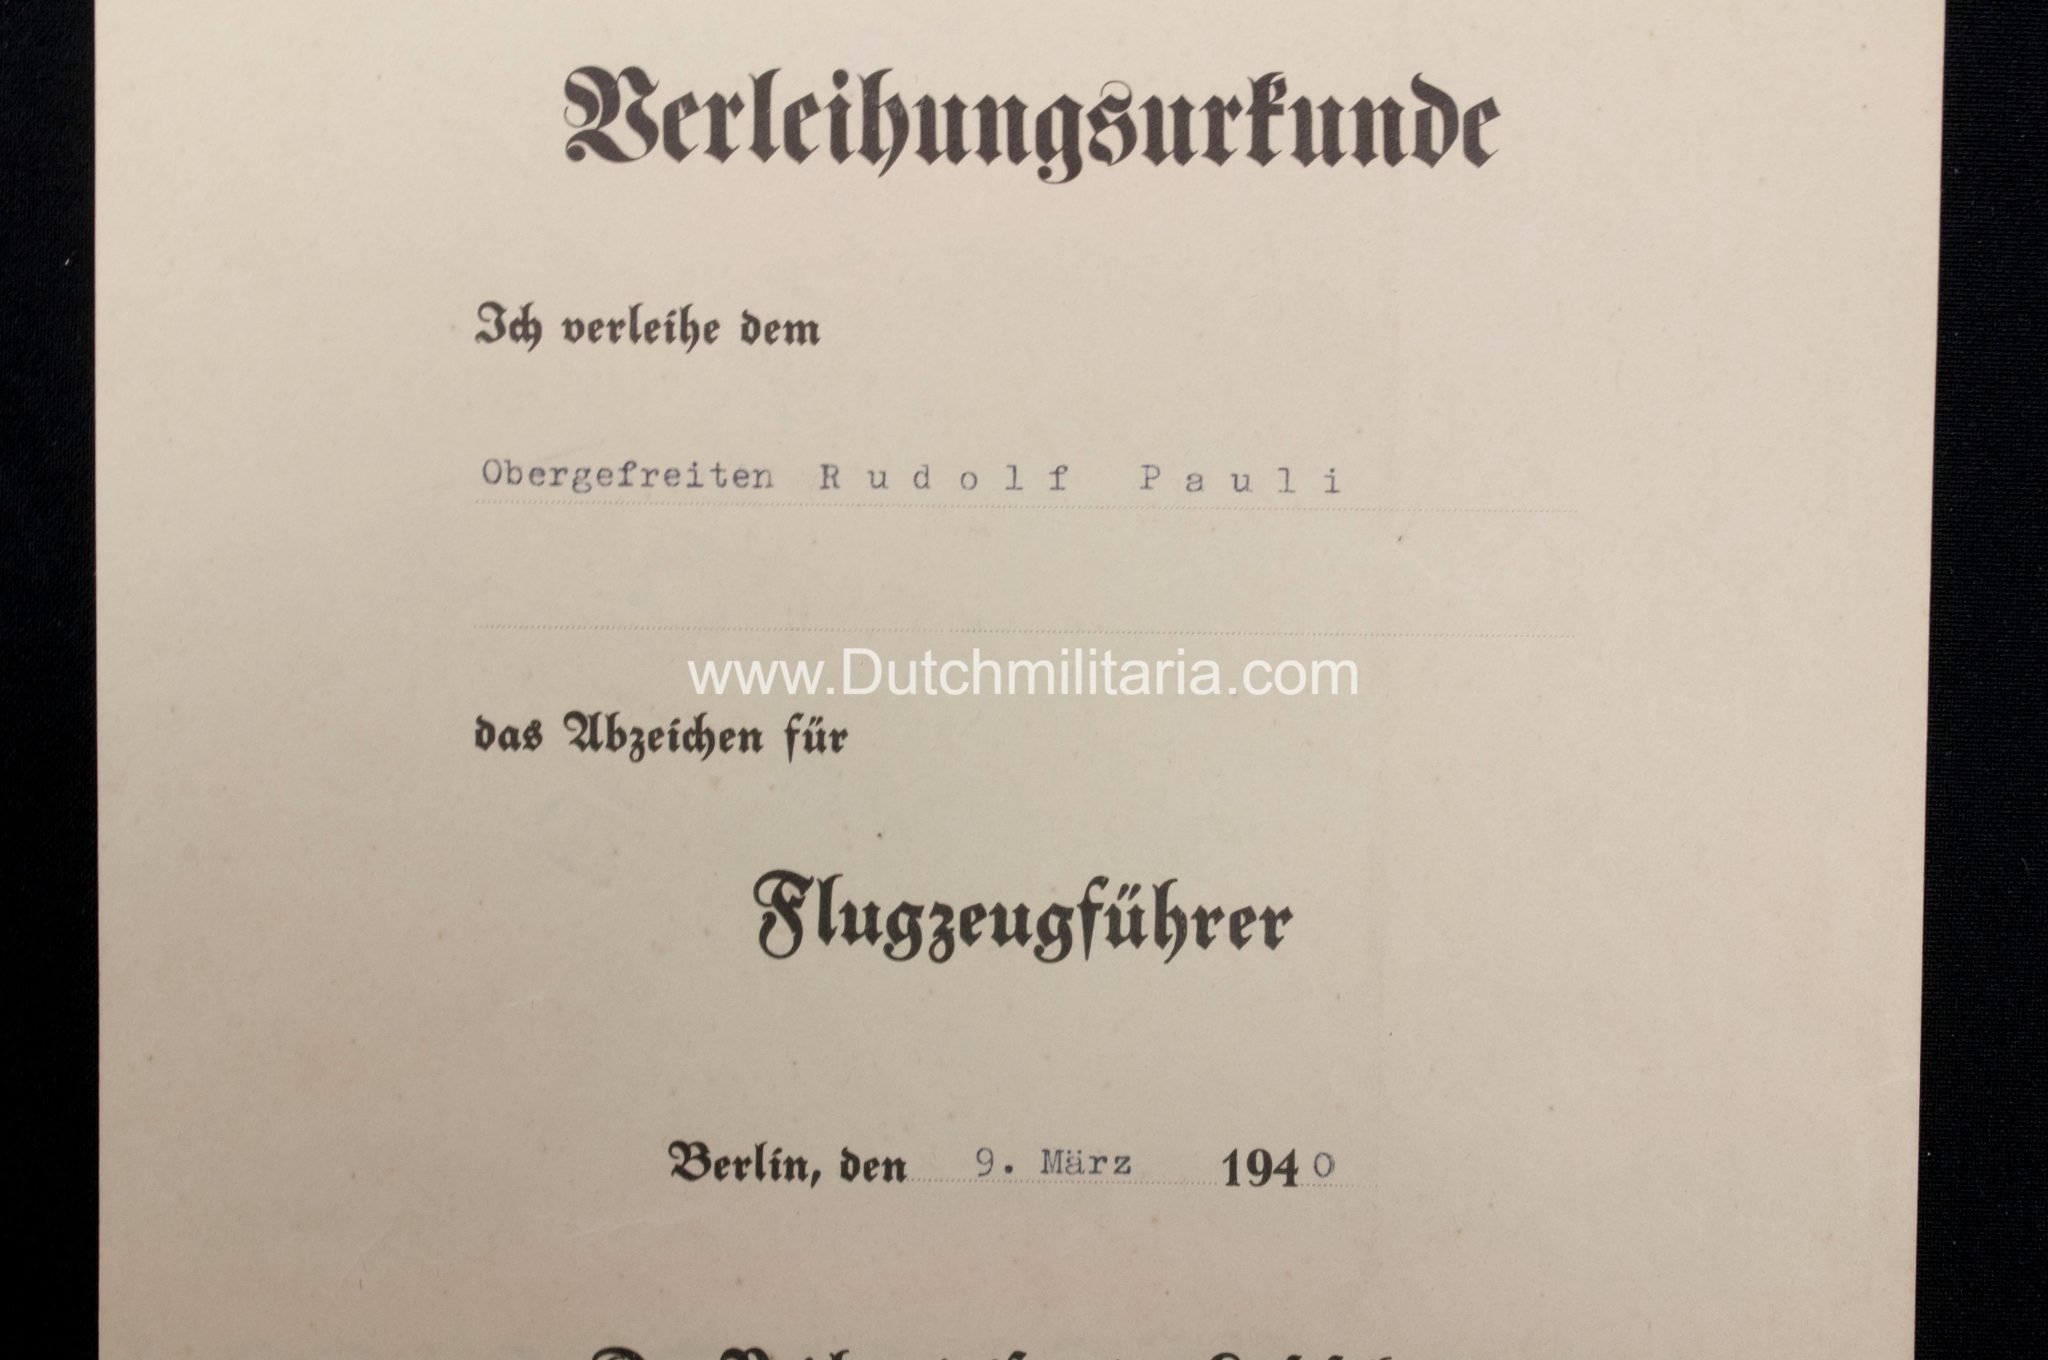 Verleihungsurkunde
Ich verleihe dem
Obergefreiten Rudolf Pauli
www.Dutchmilitaria.com
das Abzeichen für
Flugzeugführer
Berlin, den 9. März 1940